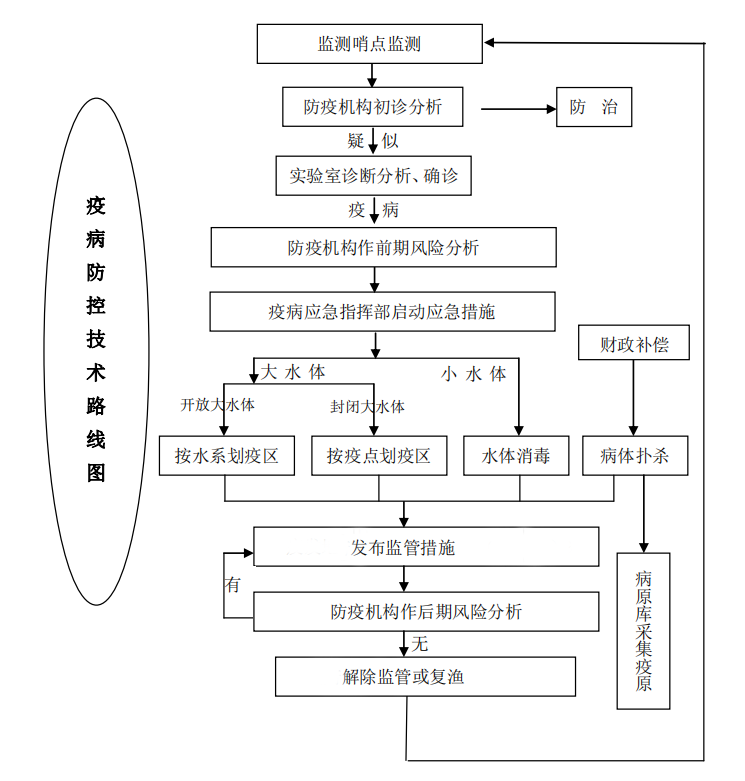 监测哨点监测
防疫机构初诊分析
防 治
疑 似
实验室诊断分析、确诊
疫 病
防疫机构作前期风险分析
疫病应急指挥部启动应急措施
财政补偿
大 水 体
小 水 体
开放大水体
封闭大水体
按水系划疫区
按疫点划疫区
水体消毒
病体扑杀
发布监管措施
有
防疫机构作后期风险分析
无
解除监管或复渔
病原库采集疫原
疫病防控技术路线图